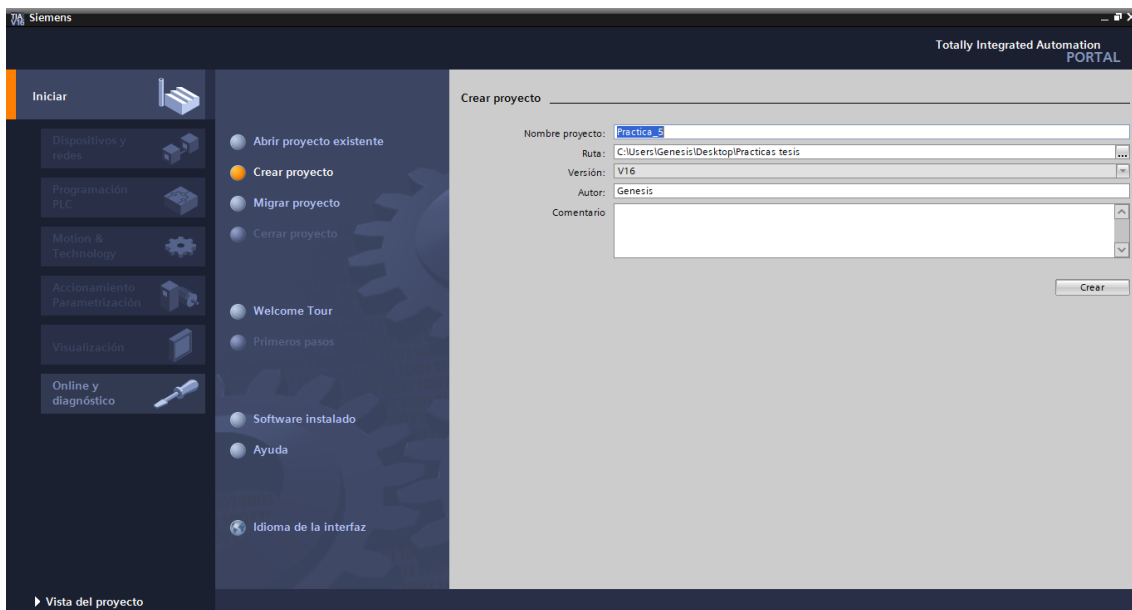 TIA V16 Siemens
Totally Integrated Automation
PORTAL
Iniciar
Dispositivos y
redes
Programación
PLC
Motion &
Technology
Accionamiento
Parametrización
Visualización
Online y
diagnóstico
Abrir proyecto existente
Crear proyecto
Migrar proyecto
Cerrar proyecto
Welcome Tour
Primeros pasos
Software instalado
Ayuda
Idioma de la interfaz
Crear proyecto
Nombre proyecto: Practica_5
Ruta: C:\Users\Genesis\Desktop\Practicas tesis ...
Versión: V16
Autor: Genesis
Comentario
Crear
Vista del proyecto